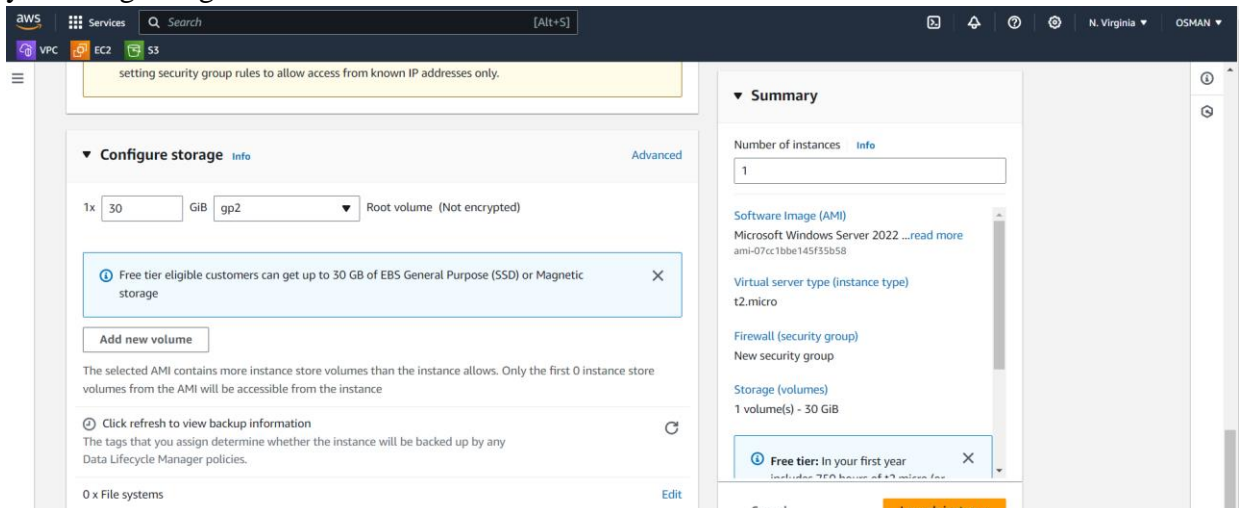 aws
Services
Search
[Alt+S]
N. Virginia
OSMAN
VPC
EC2
S3
setting security group rules to allow access from known IP addresses only.
Configure storage Info
Advanced
1x 30 GiB gp2 Root volume (Not encrypted)
Free tier eligible customers can get up to 30 GB of EBS General Purpose (SSD) or Magnetic
storage
Add new volume
The selected AMI contains more instance store volumes than the instance allows. Only the first 0 instance store
volumes from the AMI will be accessible from the instance
Click refresh to view backup information
The tags that you assign determine whether the instance will be backed up by any
Data Lifecycle Manager policies.
0 x File systems
Edit
Summary
Number of instances Info
1
Software Image (AMI)
Microsoft Windows Server 2022 ...read more
ami-07cc1bbe145f35b58
Virtual server type (instance type)
t2.micro
Firewall (security group)
New security group
Storage (volumes)
1 volume(s) - 30 GiB
Free tier: In your first year
includes 750 hours of t2.micro (or